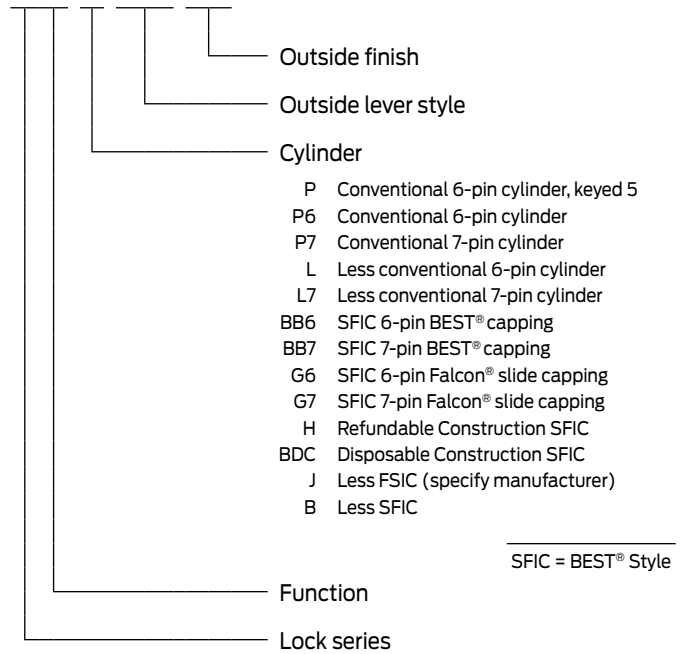 Outside finish
Outside lever style
Cylinder
P Conventional 6-pin cylinder, keyed 5
P6 Conventional 6-pin cylinder
P7 Conventional 7-pin cylinder
L Less conventional 6-pin cylinder
L7 Less conventional 7-pin cylinder
BB6 SFIC 6-pin BEST® capping
BB7 SFIC 7-pin BEST® capping
G6 SFIC 6-pin Falcon® slide capping
G7 SFIC 7-pin Falcon® slide capping
H Refundable Construction SFIC
BDC Disposable Construction SFIC
J Less FSIC (specify manufacturer)
B Less SFIC
SFIC = BEST® Style
Function
Lock series